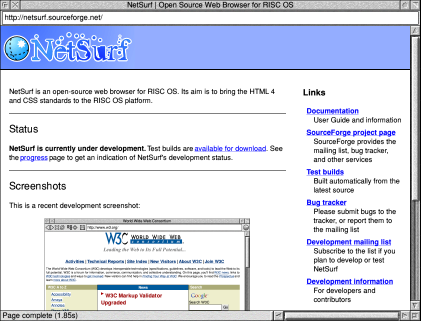 NetSurf | Open Source Web Browser for RISC OS
http://netsurf.sourceforge.net/
NetSurf
NetSurf is an open-source web browser for RISC OS. Its aim is to bring the HTML 4
and CSS standards to the RISC OS platform.
Status
NetSurf is currently under development. Test builds are available for download. See
the progress page to get an indication of NetSurf's development status.
Screenshots
This is a recent development screenshot:
World Wide Web Consortium
http://www.w3.org/
W3C WORLD WIDE WEB
consortium
Leading the Web to Its Full Potential...
Activities | Technical Reports | Site Index | New Visitors | About W3C | Join W3C
W3C A to Z
News
Search
Accessibility
Amaya
Annotea
W3C Markup Validator
Upgraded
Google
Search W3C
Go
Links
Documentation
User Guide and information
SourceForge project page
SourceForge provides the
mailing list, bug tracker,
and other services
Test builds
Built automatically from the
latest source
Bug tracker
Please submit bugs to the
tracker, or report them to
the mailing list
Development mailing list
Subscribe to the list if you
plan to develop or test
NetSurf
Development information
For developers and
contributors
Page complete (1.85s)